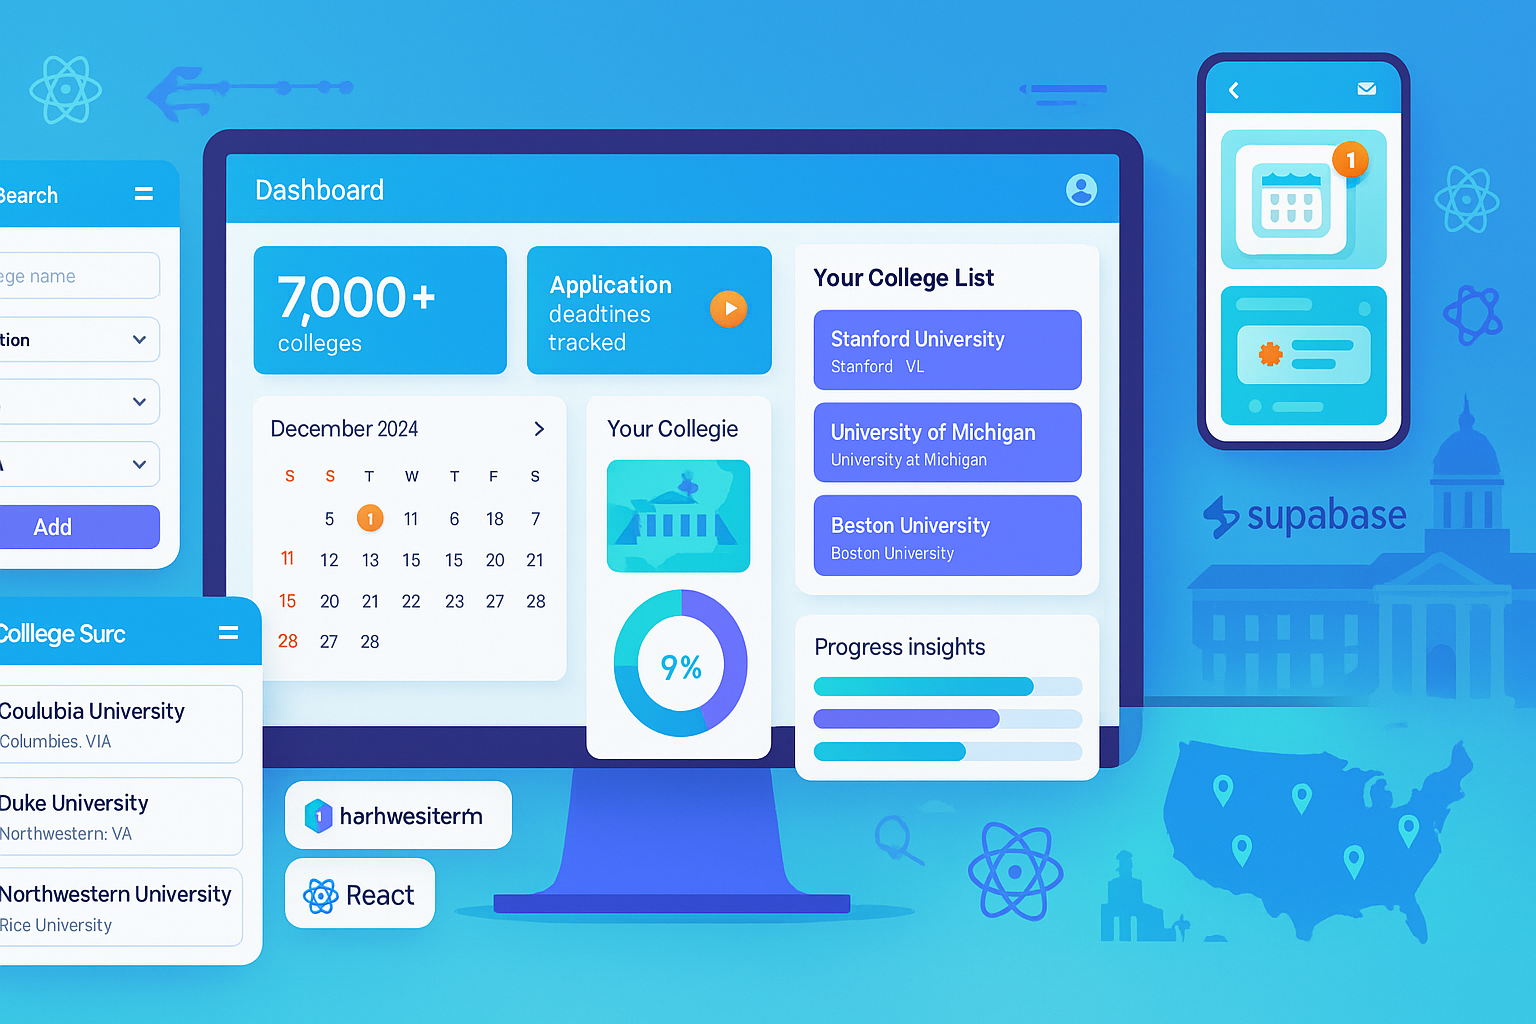 Search
ege name
tion
A
Add
Colllege Surc
Coulubia University
Columbies. VIA
Duke University
Northwestern: VA
Northwestern University
Rice University
Dashboard
7,000+
colleges
Application
deadtines
tracked
December 2024
S S T W T F S
5 1 11 6 18 7
11 12 13 15 15 20 21
15 20 21 22 23 27 28
28 27 28
Your Collegie
9%
Your College List
Stanford University
Stanford VL
University of Michigan
University at Michigan
Beston University
Boston University
Progress insights
1
harhwesiterm
React
1
supabase